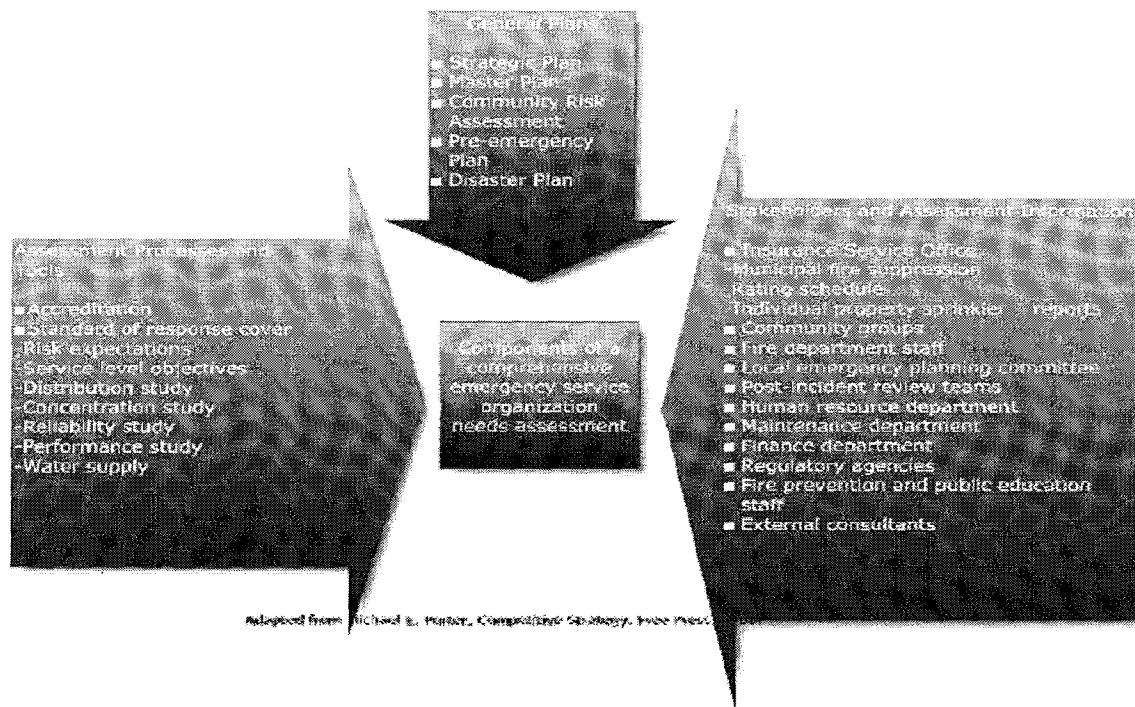 General Plans
▪ Strategic Plan
▪ Master Plan
▪ Community Risk
Assessment
▪ Pre-emergency
Plan
▪ Disaster Plan
Assessment Processes and
Tools
▪ Accreditation
▪ Standard of response cover
-Risk expectations
-Service level objectives
-Distribution study
-Concentration study
-Reliability study
-Performance study
-Water supply
Components of a
comprehensive
emergency service
organization
needs assessment
Stakeholders and Assessment Information
▪ Insurance Service Office
-Municipal fire suppression
Rating schedule
-Individual property sprinkler reports
▪ Community groups
▪ Fire department staff
▪ Local emergency planning committee
▪ Post-incident review teams
▪ Human resource department
▪ Maintenance department
▪ Finance department
▪ Regulatory agencies
▪ Fire prevention and public education
staff
▪ External consultants
Adapted from Michael E. Porter, Competitive Strategy, Free Press